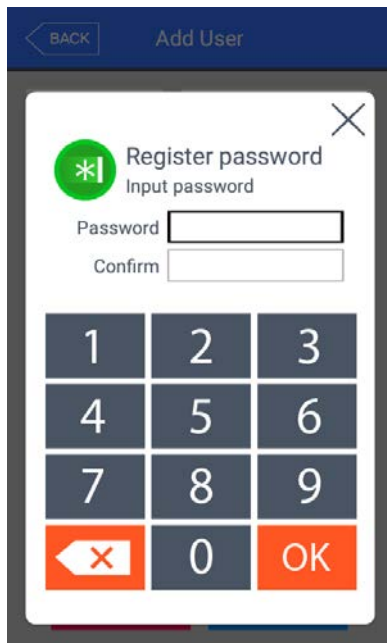 BACK Add User
Register password
Input password
Password
Confirm
1 2 3
4 5 6
7 8 9
0 OK